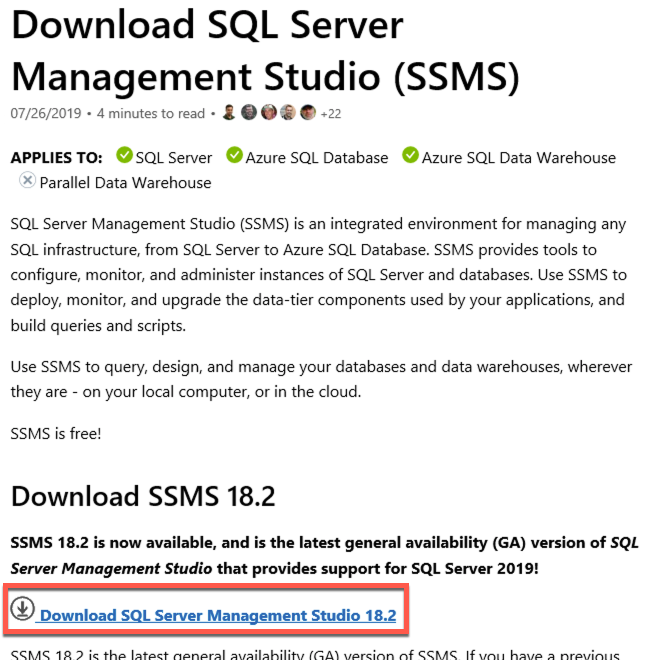 Download SQL Server
Management Studio (SSMS)
07/26/2019 • 4 minutes to read • +22
APPLIES TO: SQL Server Azure SQL Database Azure SQL Data Warehouse
Parallel Data Warehouse
SQL Server Management Studio (SSMS) is an integrated environment for managing any
SQL infrastructure, from SQL Server to Azure SQL Database. SSMS provides tools to
configure, monitor, and administer instances of SQL Server and databases. Use SSMS to
deploy, monitor, and upgrade the data-tier components used by your applications, and
build queries and scripts.
Use SSMS to query, design, and manage your databases and data warehouses, wherever
they are - on your local computer, or in the cloud.
SSMS is free!
Download SSMS 18.2
SSMS 18.2 is now available, and is the latest general availability (GA) version of SQL
Server Management Studio that provides support for SQL Server 2019!
Download SQL Server Management Studio 18.2
SSMS 18.2 is the latest general availability (GA) version of SSMS. If you have a previous